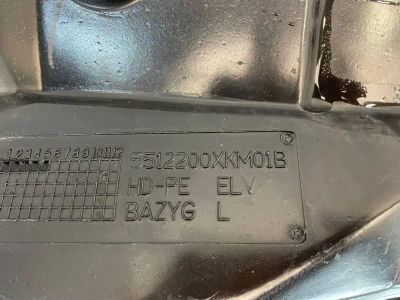 1 2 3 4 5 6 7 8 9 10 11 12
5512200XKM01B
HD-PE ELV
BAZYG L